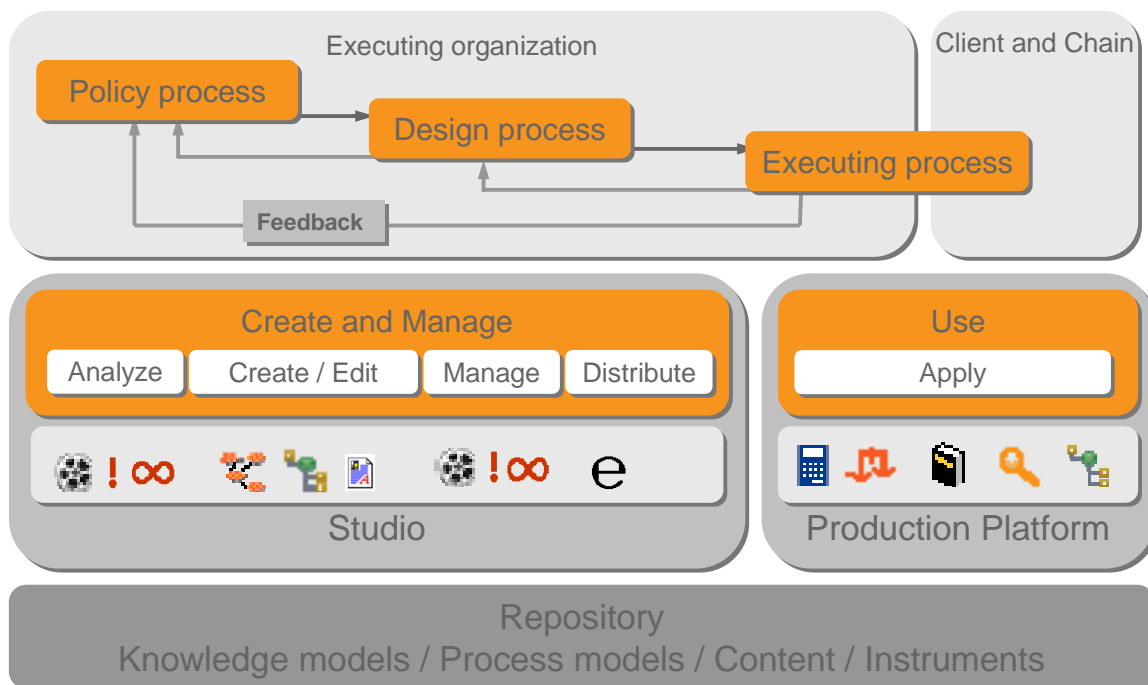 Executing organization
Client and Chain
Policy process
Design process
Executing process
Feedback
Create and Manage
Use
Analyze
Create / Edit
Manage
Distribute
Apply
e
Studio
Production Platform
Repository
Knowledge models / Process models / Content / Instruments